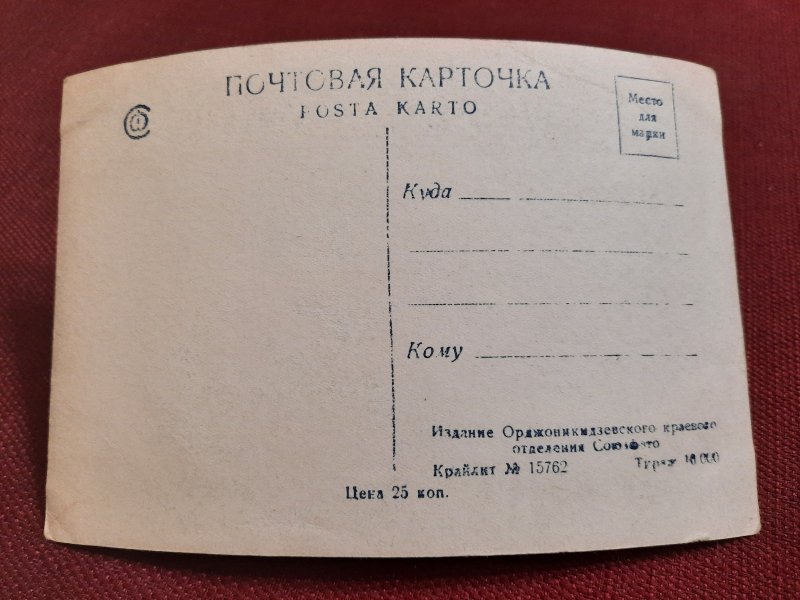 ПОЧТОВАЯ КАРТОЧКА
POSTA KARTO
@
Место
для
марки
Куда
Кому
Издание Орджоникидзевского краевого
отделения Союзфото
Крайлит № 15762
Тираж 10 000
Цена 25 коп.